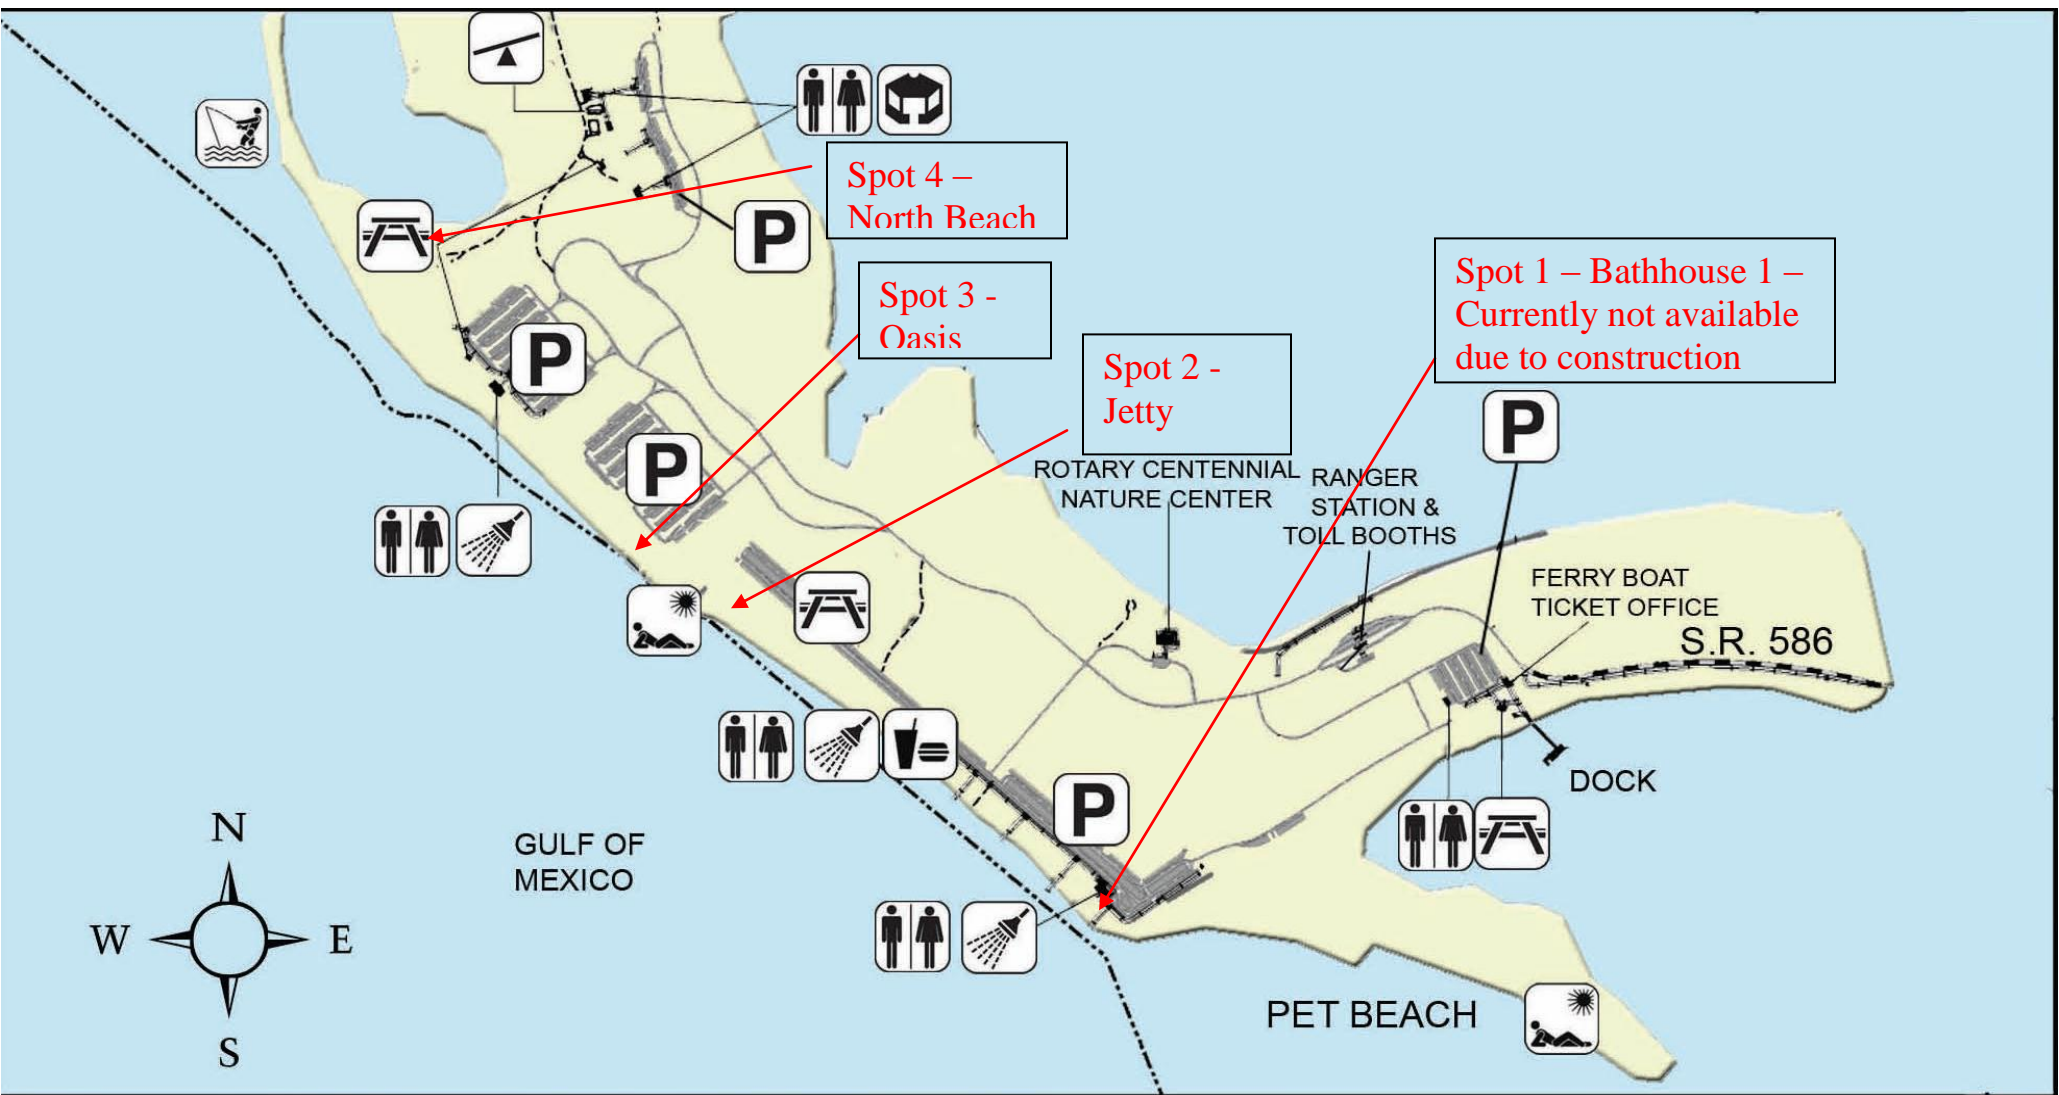 P
Spot 4 –
North Beach
P
Spot 3 -
Oasis
Spot 1 – Bathhouse 1 –
Currently not available
due to construction
P
Spot 2 -
Jetty
P
P
ROTARY CENTENNIAL
NATURE CENTER
RANGER
STATION &
TOLL BOOTHS
FERRY BOAT
TICKET OFFICE
S.R. 586
DOCK
P
GULF OF
MEXICO
N
W E
S
PET BEACH